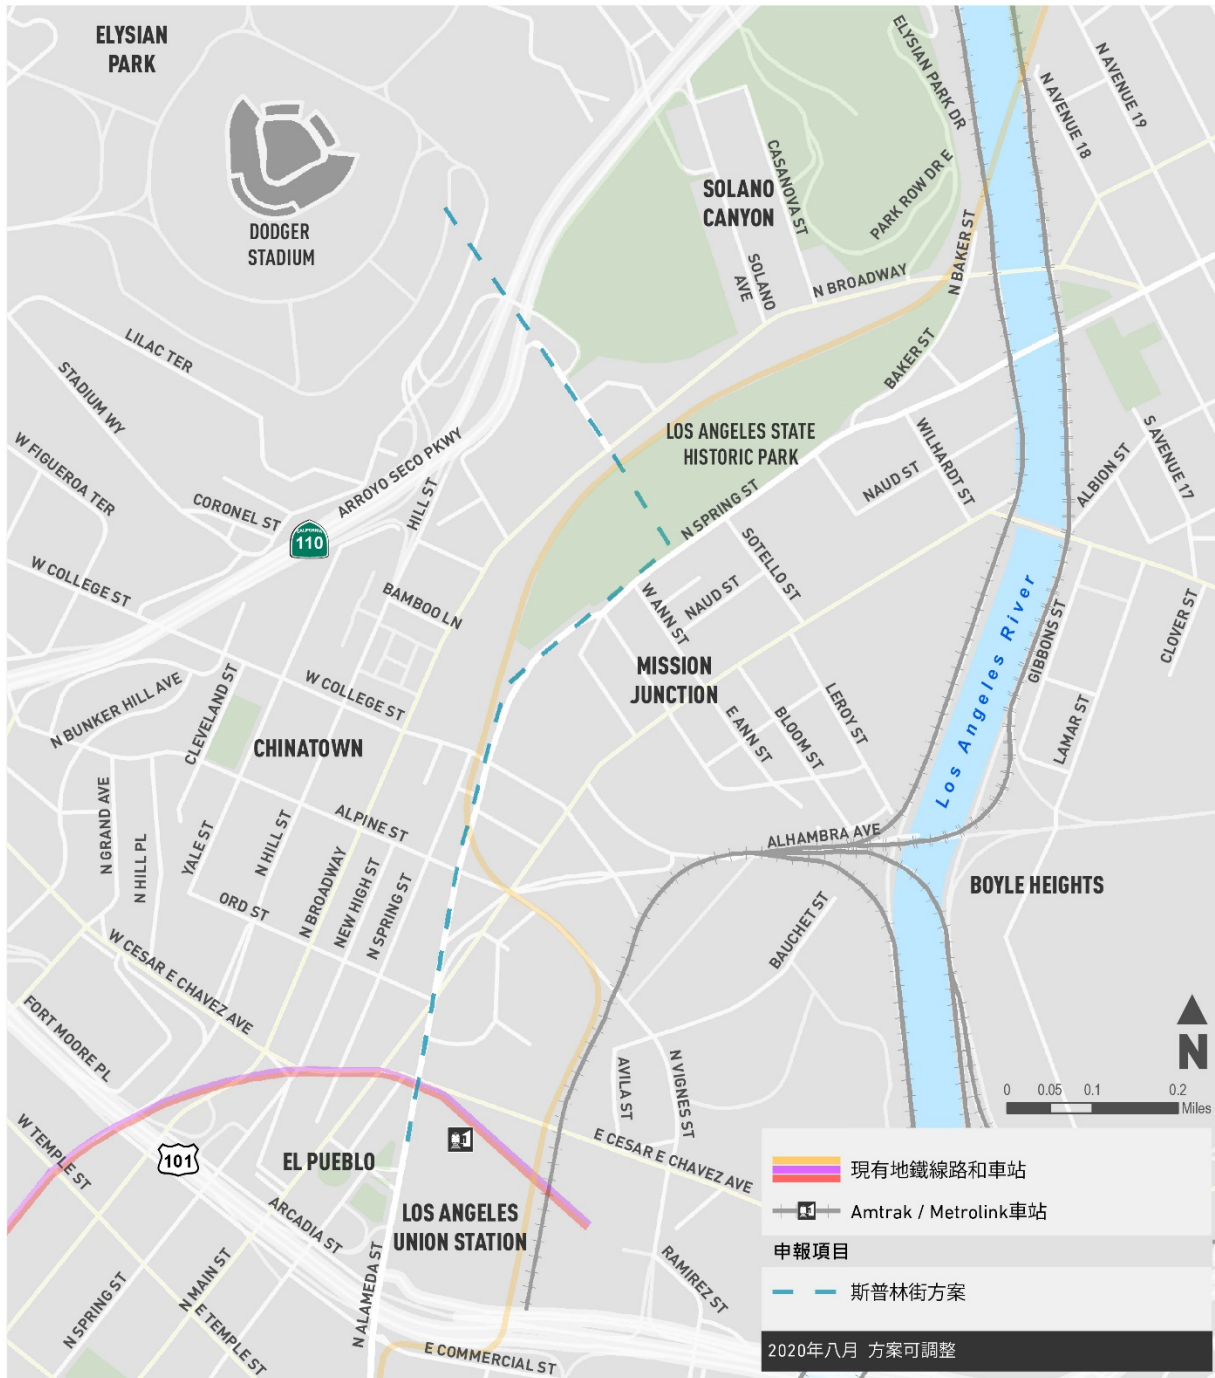 ELYSIAN
PARK
DODGER
STADIUM
ELYSIAN PARK DR
N AVENUE 19
N AVENUE 18
CASANOVA ST
SOLANO
CANYON
PARK ROW DR E
SOLANO
AVE
N BROADWAY
N BAKER ST
BAKER ST
LILAC TER
STADIUM WY
W FIGUEROA TER
CORONEL ST
ARROYO SECO PKWY
HILL ST
CALIFORNIA
110
LOS ANGELES STATE
HISTORIC PARK
N SPRING ST
WILHARDT ST
NAUD ST
ALBION ST
S AVENUE 17
W COLLEGE ST
BAMBOO LN
SOTELLO ST
NAUD ST
W ANN ST
MISSION
JUNCTION
Los Angeles River
GIBBONS ST
CLOVER ST
LAMAR ST
N BUNKER HILL AVE
CLEVELAND ST
W COLLEGE ST
CHINATOWN
E ANN ST
BLOOM ST
LEROY ST
N GRAND AVE
N HILL PL
YALE ST
N HILL ST
ALPINE ST
ORD ST
N BROADWAY
NEW HIGH ST
N SPRING ST
ALHAMBRA AVE
BOYLE HEIGHTS
BAUCHET ST
W CESAR E CHAVEZ AVE
FORT MOORE PL
AVILA ST
N VIGNES ST
N
0 0.05 0.1 0.2
Miles
W TEMPLE ST
101
EL PUEBLO
E CESAR E CHAVEZ AVE
LOS ANGELES
UNION STATION
ARCADIA ST
N ALAMEDA ST
RAMIREZ ST
N SPRING ST
N MAIN ST
E TEMPLE ST
E COMMERCIAL ST
現有地鐵線路和車站
Amtrak / Metrolink車站
申報項目
斯普林街方案
2020年八月 方案可調整